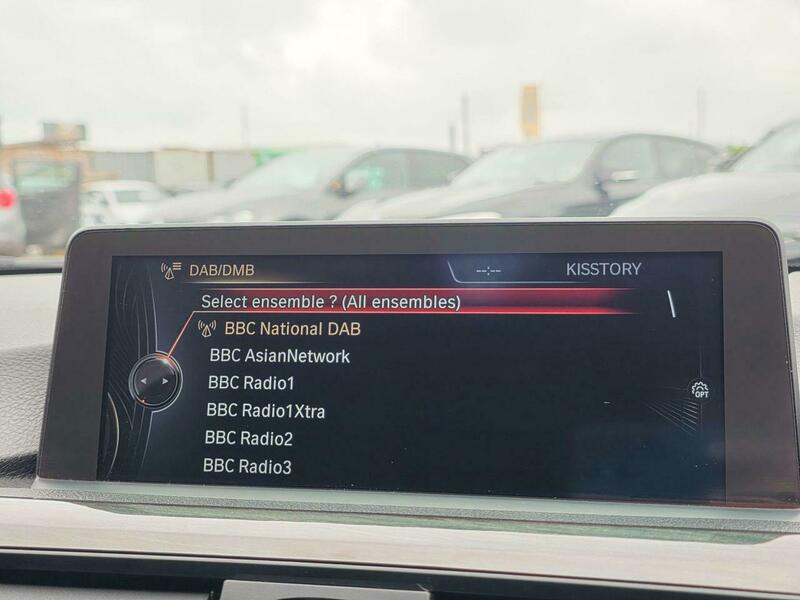 DAB/DMB
--:--
KISSTORY
Select ensemble ? (All ensembles)
BBC National DAB
BBC AsianNetwork
BBC Radio1
OPT
BBC Radio1Xtra
BBC Radio2
BBC Radio3